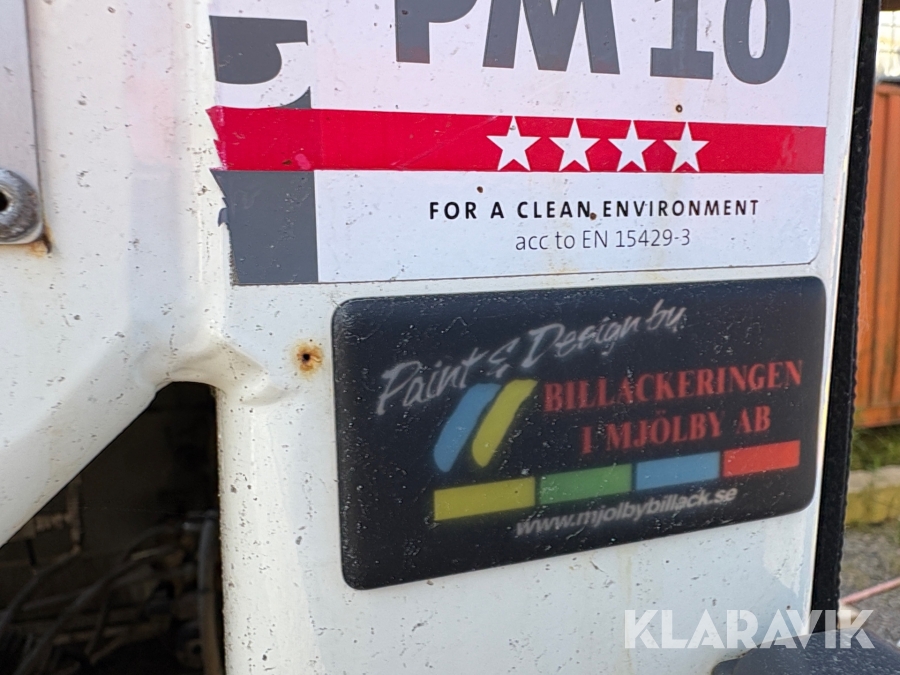 PM 10
FOR A CLEAN ENVIRONMENT
acc to EN 15429-3
Paint & Design by
BILLACKERINGEN
I MJÖLBY AB
www.mjolbybillack.se
KLARAVIK